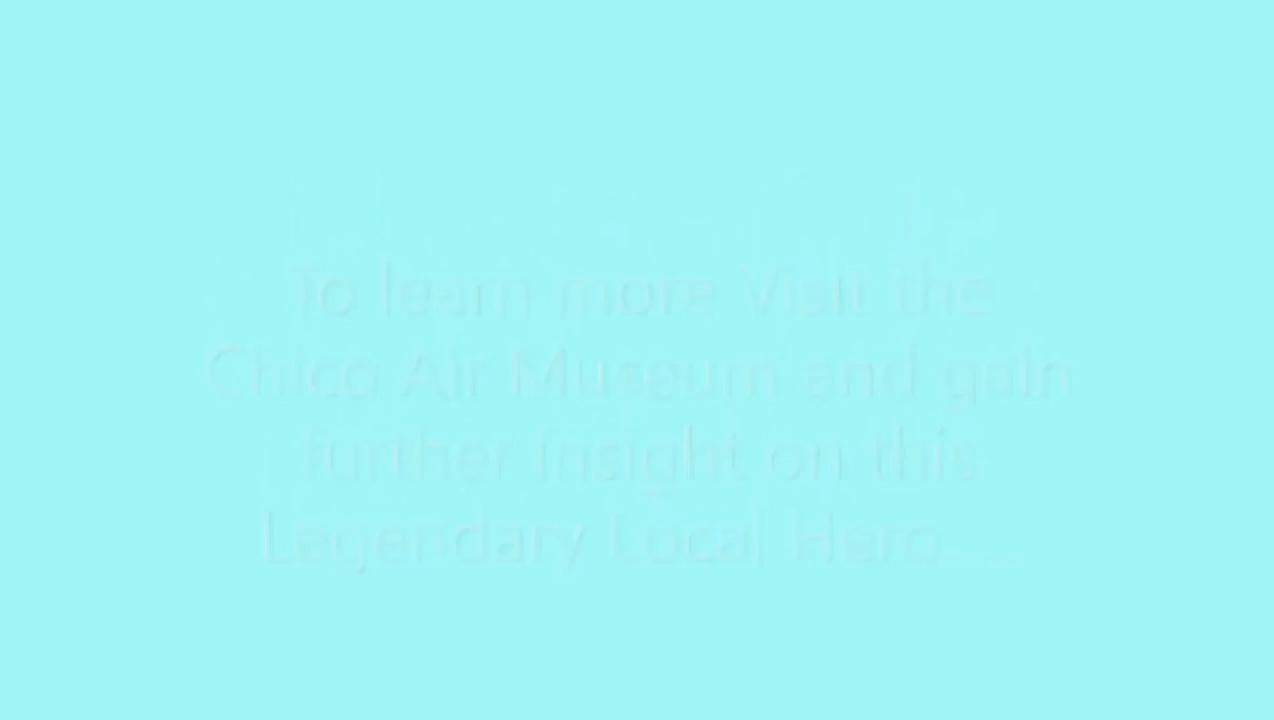 To learn more Visit the
Chico Air Museum and gain
further insight on this
Legendary Local Hero.....